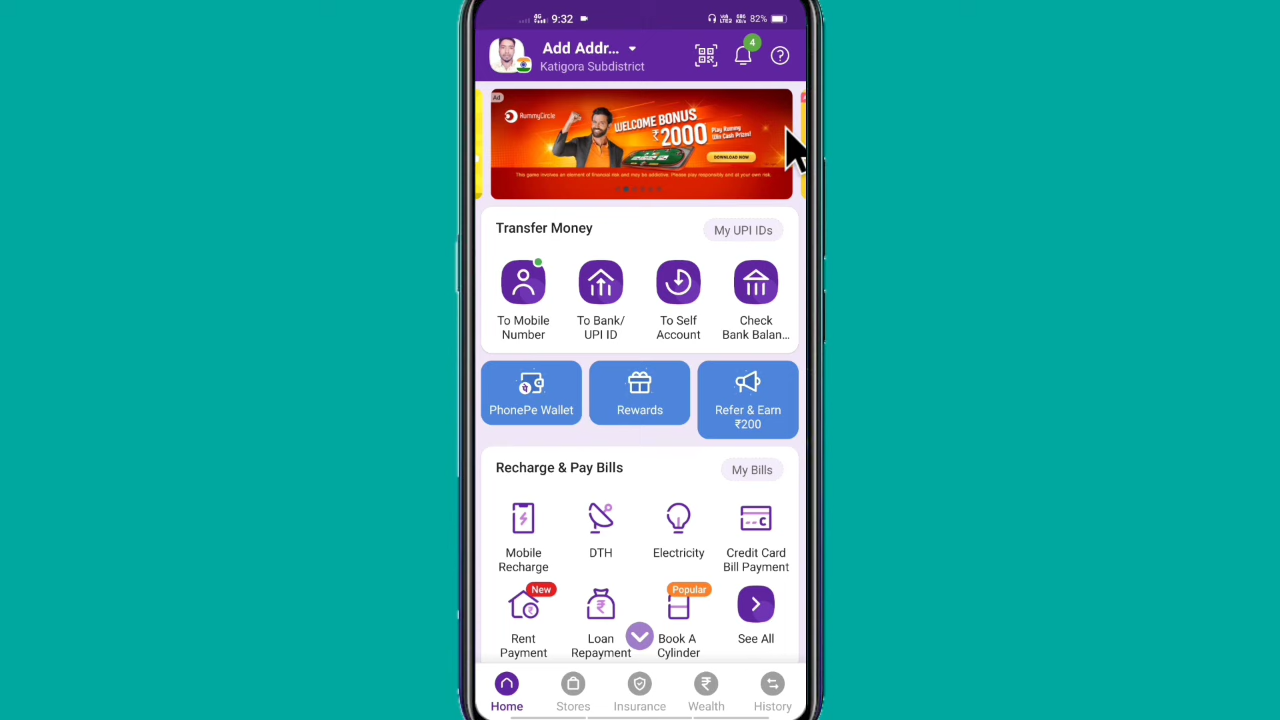 4G 9:32 82%
4
Add Addr...
Katigora Subdistrict
Ad
RummyCircle
WELCOME BONUS
₹2000
Play Rummy
Win Cash Prizes!
DOWNLOAD NOW
This game involves an element of financial risk and may be addictive. Please play responsibly and at your own risk.
Transfer Money My UPI IDs
To Mobile
Number
To Bank/
UPI ID
To Self
Account
Check
Bank Balan...
PhonePe Wallet
Rewards
Refer & Earn
₹200
Recharge & Pay Bills My Bills
Mobile
Recharge
DTH
Electricity
Credit Card
Bill Payment
New
Rent
Payment
Loan
Repayment
Popular
Book A
Cylinder
See All
Home Stores Insurance Wealth History